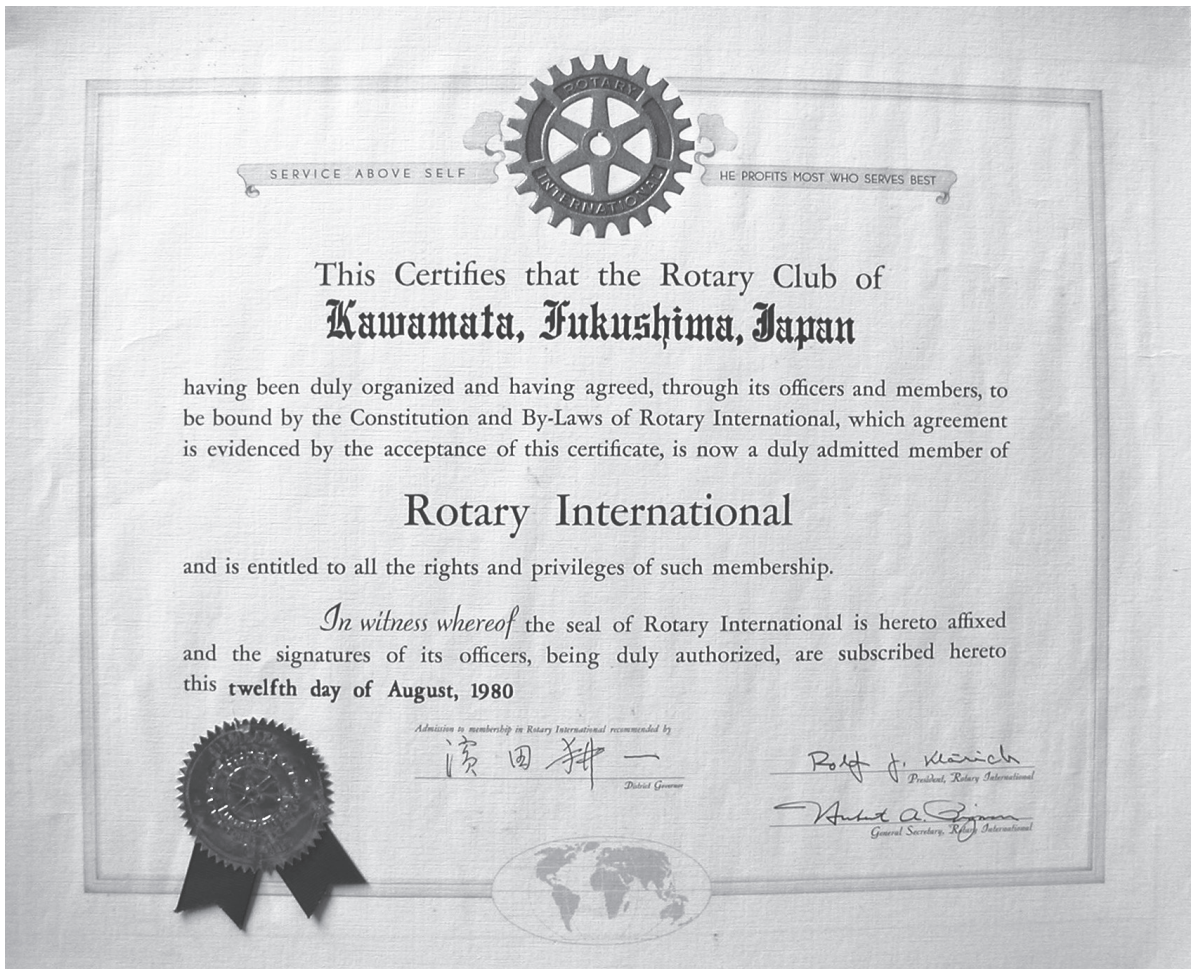 ROTARY
INTERNATIONAL
SERVICE ABOVE SELF
HE PROFITS MOST WHO SERVES BEST
This Certifies that the Rotary Club of
Kawamata, Fukushima, Japan
having been duly organized and having agreed, through its officers and members, to
be bound by the Constitution and By-Laws of Rotary International, which agreement
is evidenced by the acceptance of this certificate, is now a duly admitted member of
Rotary International
and is entitled to all the rights and privileges of such membership.
In witness whereof the seal of Rotary International is hereto affixed
and the signatures of its officers, being duly authorized, are subscribed hereto
this twelfth day of August, 1980
Admission to membership in Rotary International recommended by
濱田耕一
District Governor
Rolf J. Klärich
President, Rotary International
General Secretary, Rotary International